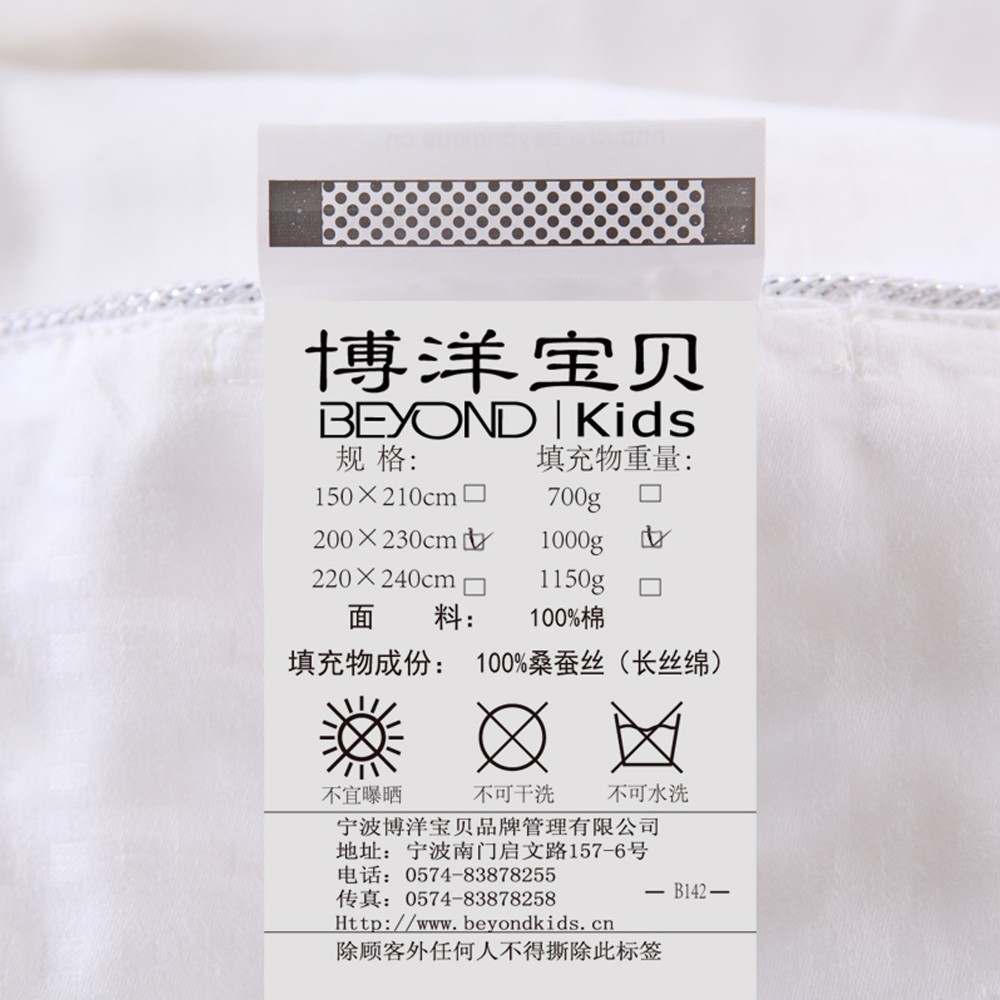 博洋宝贝
BEYOND | Kids
规 格： 填充物重量：
150×210cm □ 700g □
200×230cm ☑ 1000g ☑
220×240cm □ 1150g □
面 料： 100%棉
填充物成份： 100%桑蚕丝（长丝绵）
不宜曝晒 不可干洗 不可水洗
宁波博洋宝贝品牌管理有限公司
地址：宁波南门启文路157-6号
电话：0574-83878255
传真：0574-83878258
— B142 —
Http://www.beyondkids.cn
除顾客外任何人不得撕除此标签